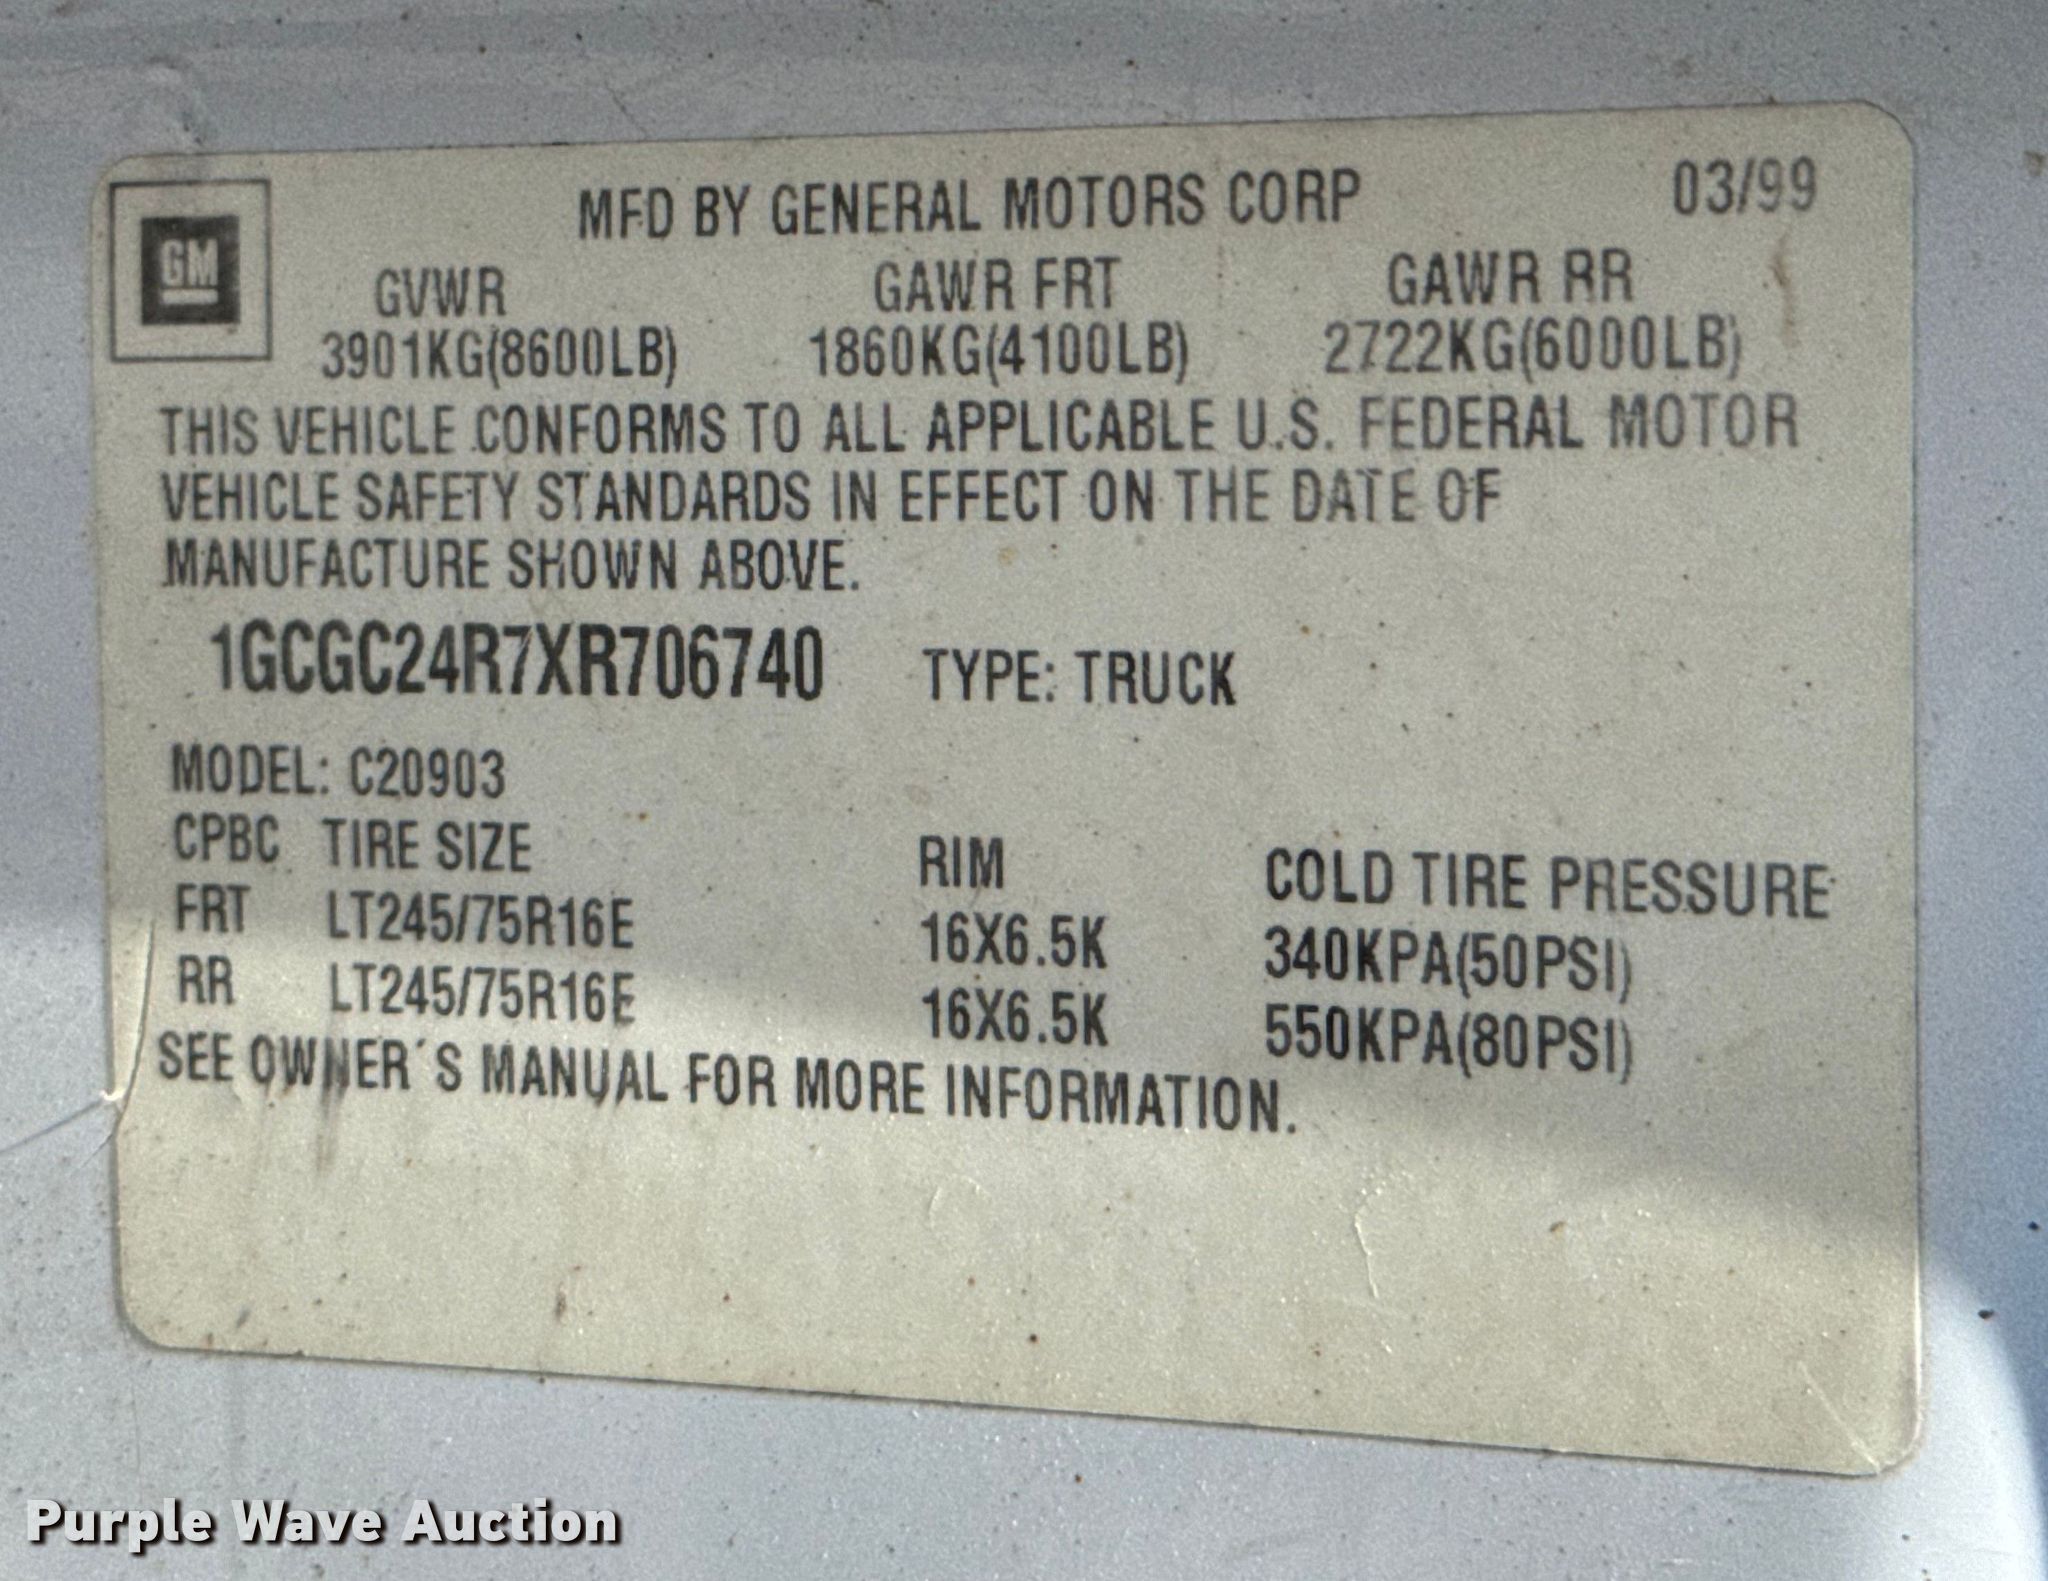 MFD BY GENERAL MOTORS CORP 03/99
GM
GVWR GAWR FRT GAWR RR
3901KG(8600LB) 1860KG(4100LB) 2722KG(6000LB)
THIS VEHICLE CONFORMS TO ALL APPLICABLE U.S. FEDERAL MOTOR
VEHICLE SAFETY STANDARDS IN EFFECT ON THE DATE OF
MANUFACTURE SHOWN ABOVE.
1GCGC24R7XR706740 TYPE: TRUCK
MODEL: C20903
CPBC TIRE SIZE RIM COLD TIRE PRESSURE
FRT LT245/75R16E 16X6.5K 340KPA(50PSI)
RR LT245/75R16E 16X6.5K 550KPA(80PSI)
SEE OWNER´S MANUAL FOR MORE INFORMATION.
Purple Wave Auction